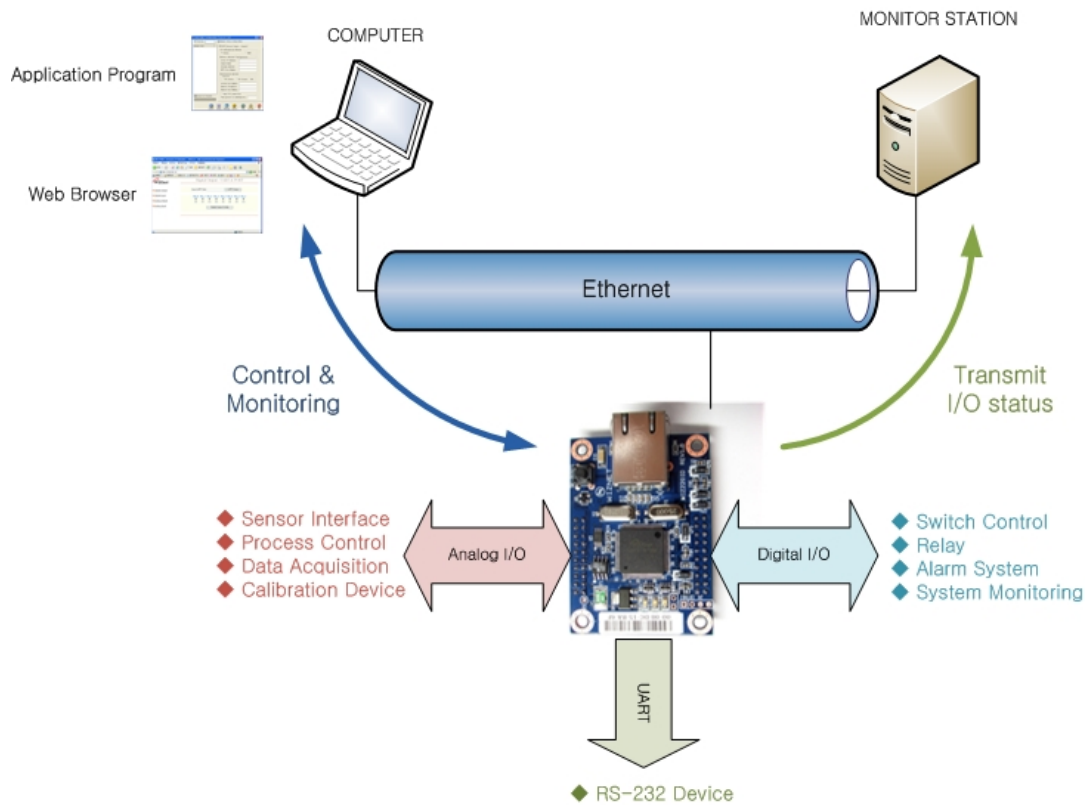 MONITOR STATION
COMPUTER
Application Program
Web Browser
Ethernet
Control &
Monitoring
Transmit
I/O status
◆ Sensor Interface
◆ Process Control
◆ Data Acquisition
◆ Calibration Device
Analog I/O
Digital I/O
◆ Switch Control
◆ Relay
◆ Alarm System
◆ System Monitoring
UART
◆ RS-232 Device